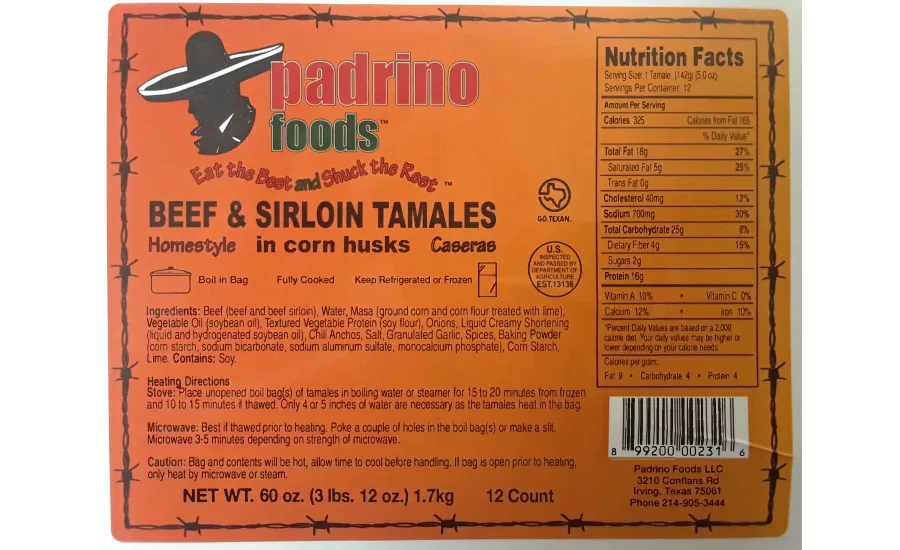 padrino
foods™
Eat the Best and Shuck the Rest ™
BEEF & SIRLOIN TAMALES
Homestyle in corn husks Caseras
GO TEXAN.
U.S.
INSPECTED
AND PASSED BY
DEPARTMENT OF
AGRICULTURE
EST.13136
Boil in Bag Fully Cooked Keep Refrigerated or Frozen
Ingredients: Beef (beef and beef sirloin), Water, Masa (ground corn and corn flour treated with lime),
Vegetable Oil (soybean oil), Textured Vegetable Protein (soy flour), Onions, Liquid Creamy Shortening
(liquid and hydrogenated soybean oil), Chili Anchos, Salt, Granulated Garlic, Spices, Baking Powder
(corn starch, sodium bicarbonate, sodium aluminum sulfate, monocalcium phosphate), Corn Starch,
Lime. Contains: Soy.
Heating Directions
Stove: Place unopened boil bag(s) of tamales in boiling water or steamer for 15 to 20 minutes from frozen
and 10 to 15 minutes if thawed. Only 4 or 5 inches of water are necessary as the tamales heat in the bag.
Microwave: Best if thawed prior to heating. Poke a couple of holes in the boil bag(s) or make a slit.
Microwave 3-5 minutes depending on strength of microwave.
Caution: Bag and contents will be hot, allow time to cool before handling. If bag is open prior to heating,
only heat by microwave or steam.
NET WT. 60 oz. (3 lbs. 12 oz.) 1.7kg 12 Count
Nutrition Facts
Serving Size: 1 Tamale (142g) (5.0 oz)
Servings Per Container: 12
Amount Per Serving
Calories 325 Calories from Fat 165
% Daily Value*
Total Fat 18g 27%
Saturated Fat 5g 25%
Trans Fat 0g
Cholesterol 40mg 13%
Sodium 700mg 30%
Total Carbohydrate 25g 8%
Dietary Fiber 4g 15%
Sugars 2g
Protein 16g
Vitamin A 10% • Vitamin C 0%
Calcium 12% • Iron 10%
*Percent Daily Values are based on a 2,000
calorie diet. Your daily values may be higher or
lower depending on your calorie needs.
Calories per gram:
Fat 9 • Carbohydrate 4 • Protein 4
8 99200 00231 6
Padrino Foods LLC
3210 Conflans Rd
Irving, Texas 75061
Phone 214-905-3444